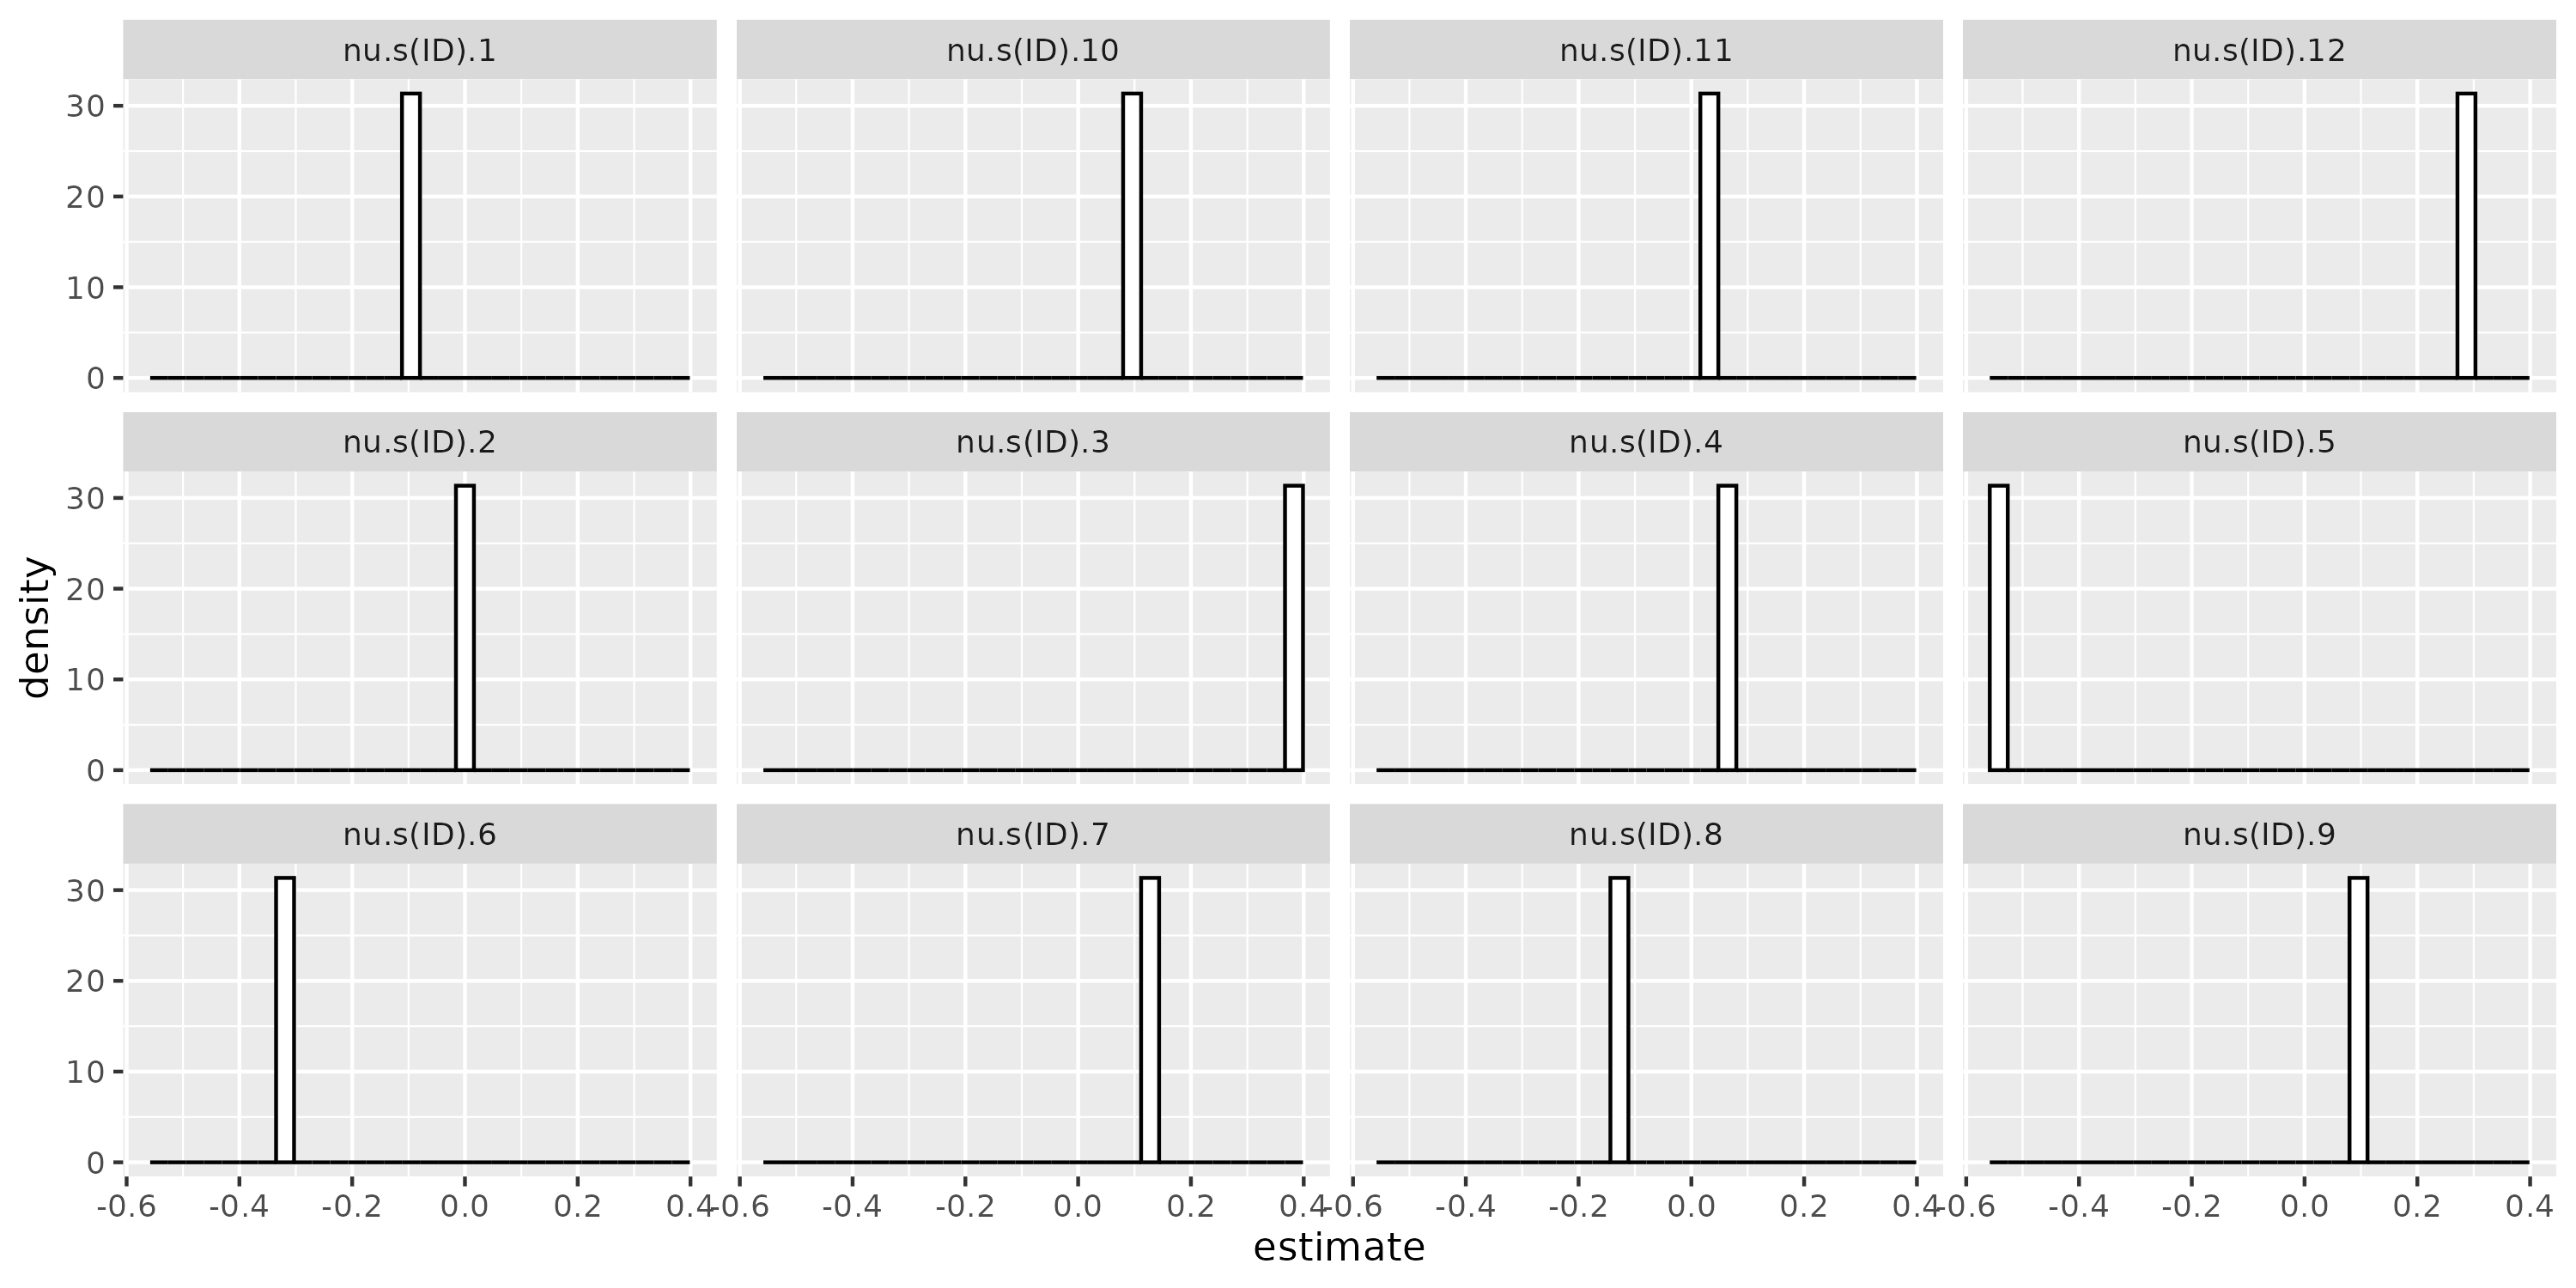 nu.s(ID).1
nu.s(ID).10
nu.s(ID).11
nu.s(ID).12
30
20
10
0
nu.s(ID).2
nu.s(ID).3
nu.s(ID).4
nu.s(ID).5
30
20
10
0
nu.s(ID).6
nu.s(ID).7
nu.s(ID).8
nu.s(ID).9
30
20
10
0
-0.6 -0.4 -0.2 0.0 0.2 0.4
-0.6 -0.4 -0.2 0.0 0.2 0.4
-0.6 -0.4 -0.2 0.0 0.2 0.4
-0.6 -0.4 -0.2 0.0 0.2 0.4
density
estimate